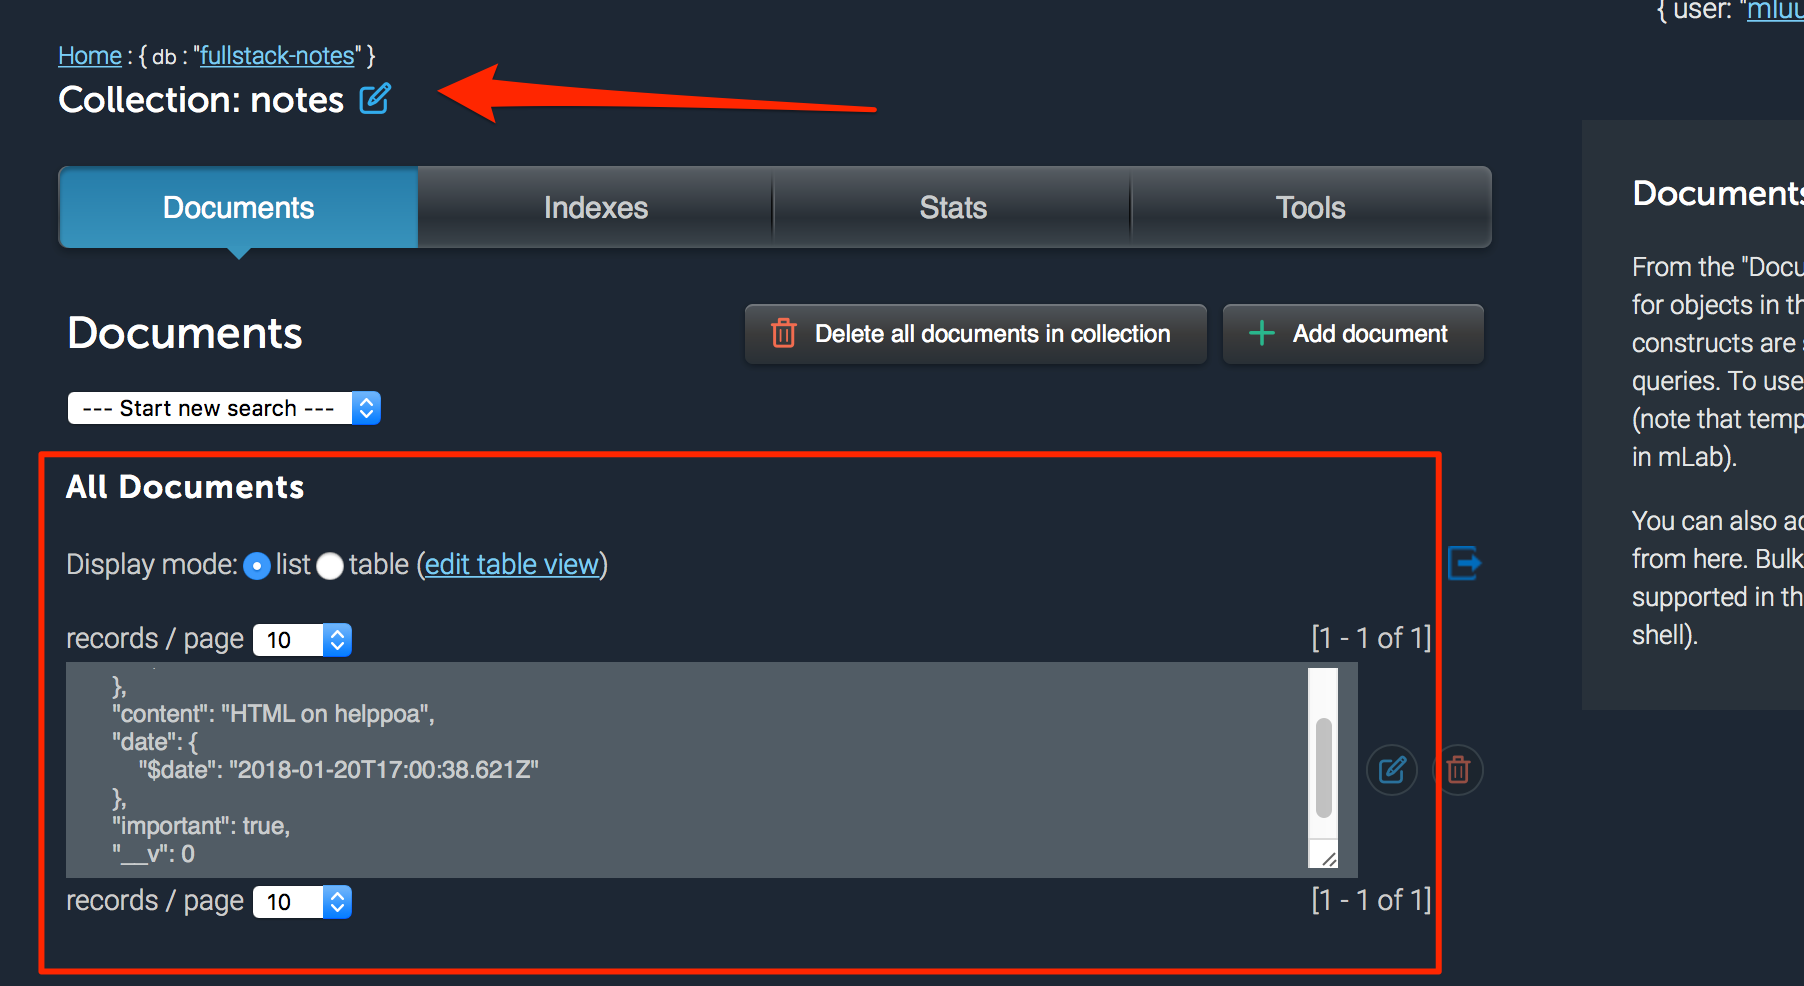 { user: "mluu
Home : { db : "fullstack-notes" }
Collection: notes
Documents
Indexes
Stats
Tools
Documents
Delete all documents in collection
Add document
--- Start new search ---
All Documents
Display mode: list table (edit table view)
records / page 10 [1 - 1 of 1]
},
"content": "HTML on helppoa",
"date": {
"$date": "2018-01-20T17:00:38.621Z"
},
"important": true,
"__v": 0
records / page 10 [1 - 1 of 1]
Documents
From the "Docu
for objects in th
constructs are
queries. To use
(note that temp
in mLab).
You can also ad
from here. Bulk
supported in th
shell).